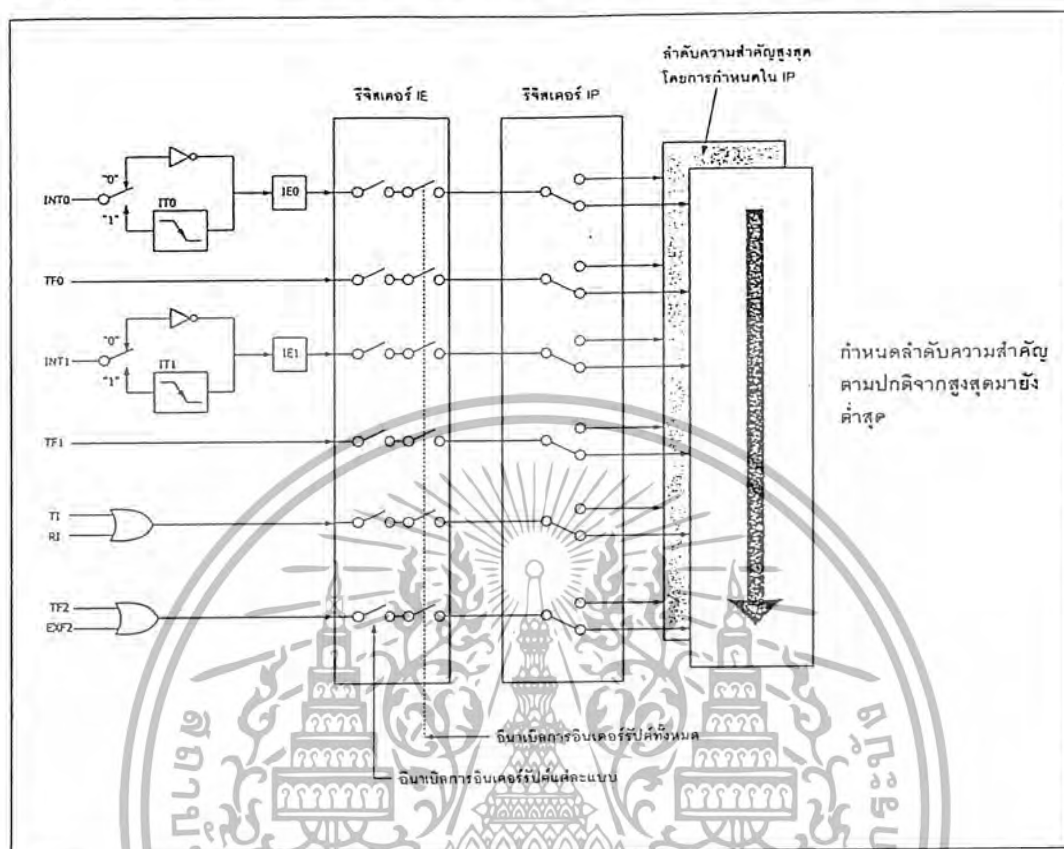 ลำดับความสำคัญสูงสุด
โดยการกำหนดใน IP
รีจิสเตอร์ IE
รีจิสเตอร์ IP
"0"
INT0
"1"
IT0
IE0
TF0
"0"
INT1
"1"
IT1
IE1
กำหนดลำดับความสำคัญ
ตามปกติจากสูงสุดมายัง
ต่ำสุด
TF1
TI
RI
TF2
EXF2
อีนาเบิลการอินเตอร์รัปต์ทั้งหมด
อีนาเบิลการอินเตอร์รัปต์แต่ละแบบ